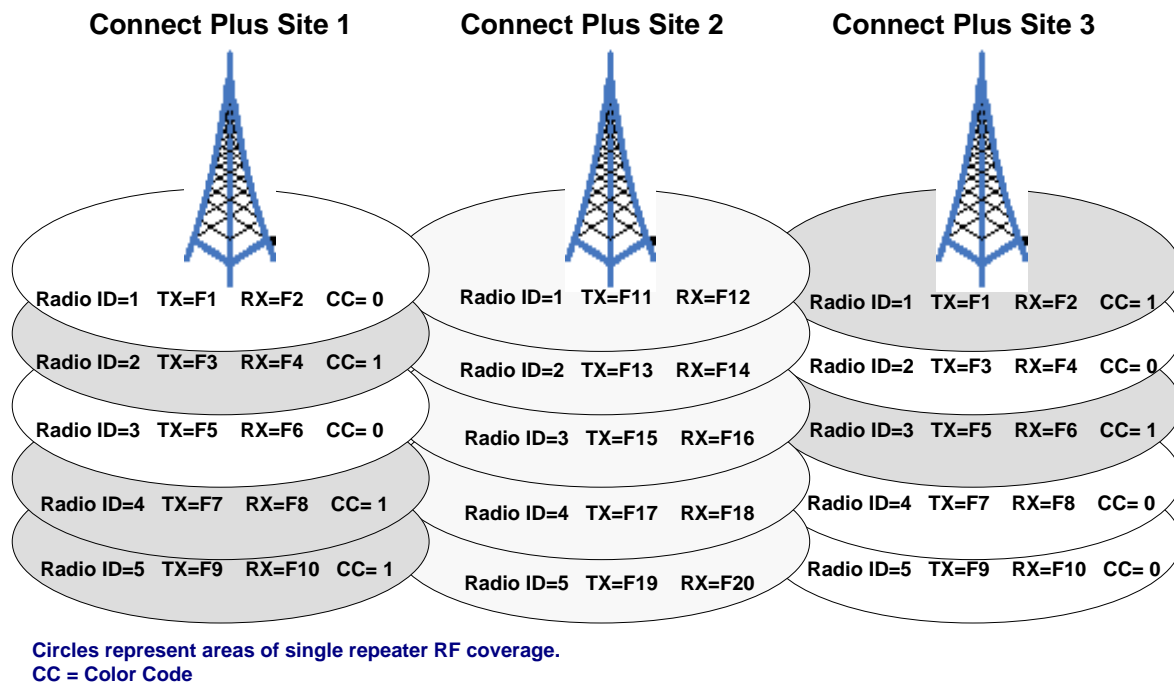 Connect Plus Site 1
Connect Plus Site 2
Connect Plus Site 3
Radio ID=1 TX=F1 RX=F2 CC= 0
Radio ID=2 TX=F3 RX=F4 CC= 1
Radio ID=3 TX=F5 RX=F6 CC= 0
Radio ID=4 TX=F7 RX=F8 CC= 1
Radio ID=5 TX=F9 RX=F10 CC= 1
Radio ID=1 TX=F11 RX=F12
Radio ID=2 TX=F13 RX=F14
Radio ID=3 TX=F15 RX=F16
Radio ID=4 TX=F17 RX=F18
Radio ID=5 TX=F19 RX=F20
Radio ID=1 TX=F1 RX=F2 CC= 1
Radio ID=2 TX=F3 RX=F4 CC= 0
Radio ID=3 TX=F5 RX=F6 CC= 1
Radio ID=4 TX=F7 RX=F8 CC= 0
Radio ID=5 TX=F9 RX=F10 CC= 0
Circles represent areas of single repeater RF coverage.
CC = Color Code